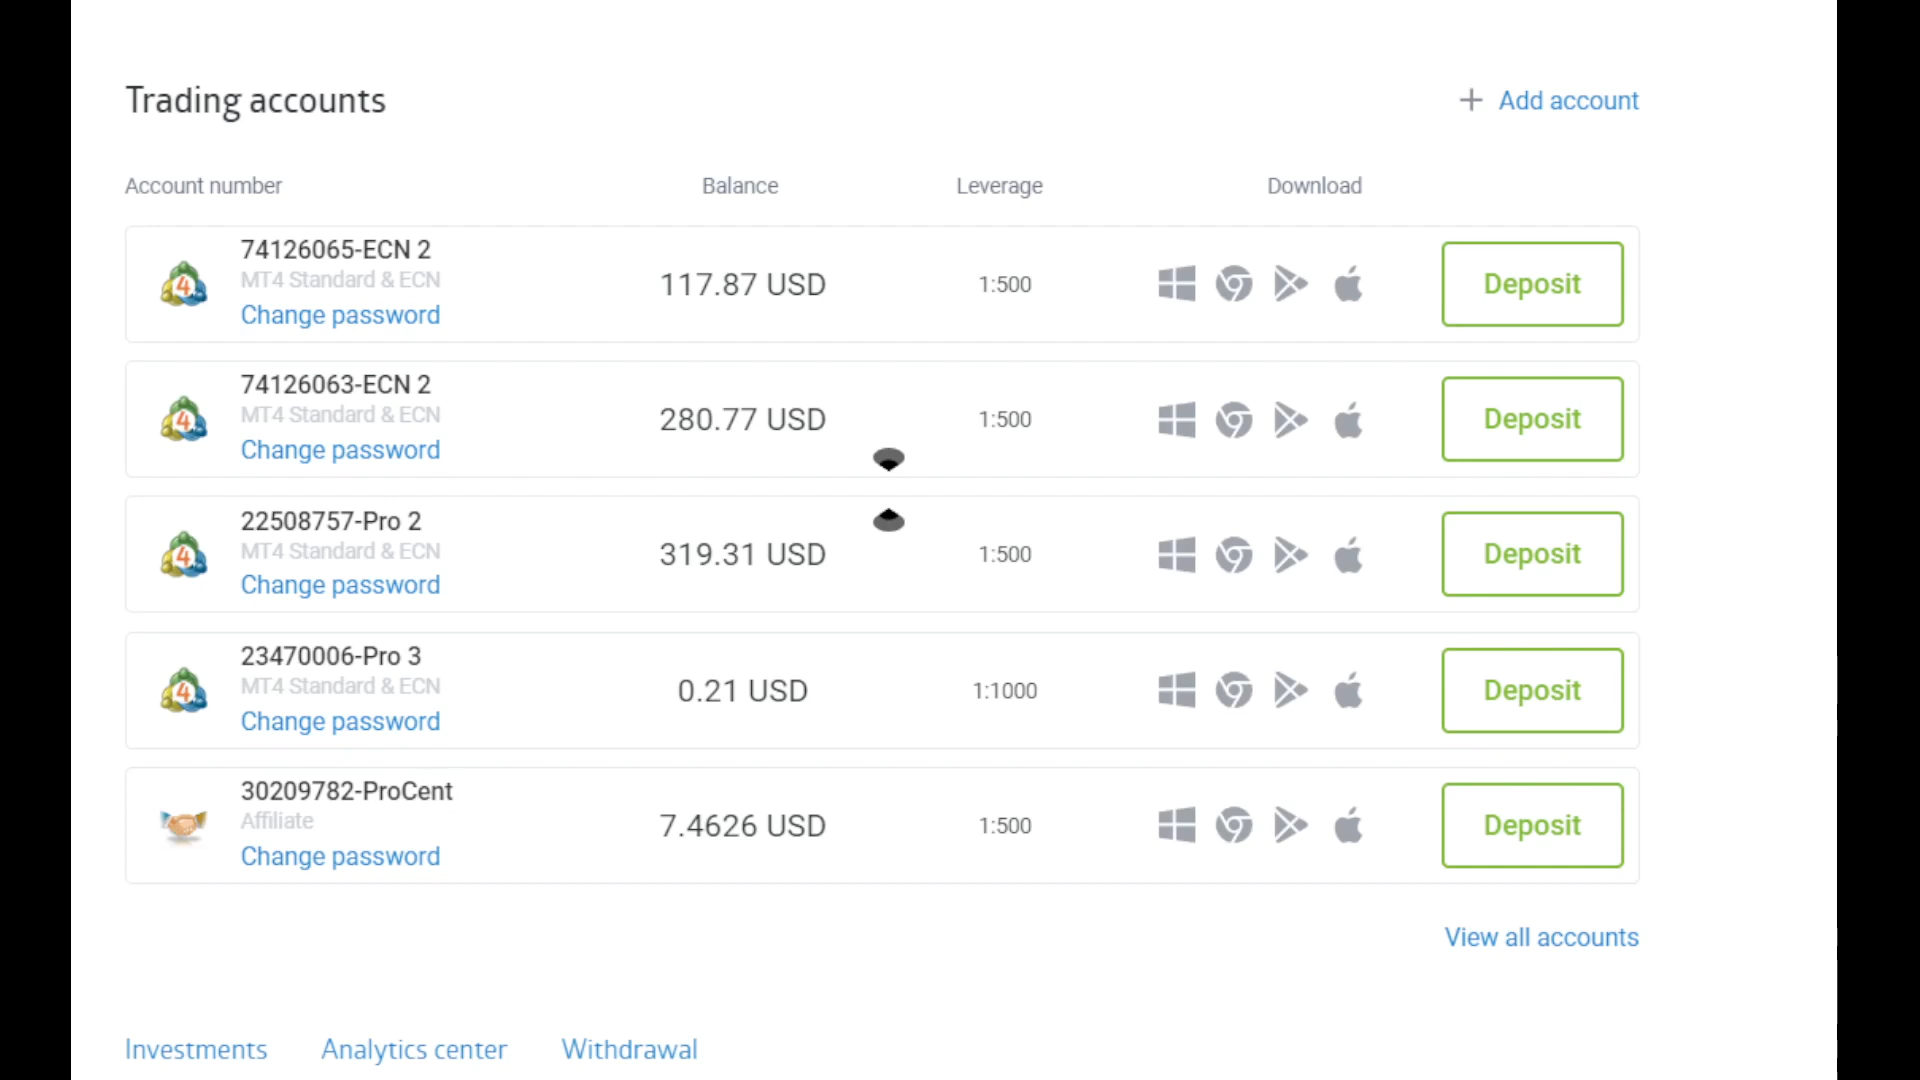 Trading accounts
+ Add account
Account number Balance Leverage Download
74126065-ECN 2
MT4 Standard & ECN
Change password
117.87 USD
1:500
Deposit
74126063-ECN 2
MT4 Standard & ECN
Change password
280.77 USD
1:500
Deposit
22508757-Pro 2
MT4 Standard & ECN
Change password
319.31 USD
1:500
Deposit
23470006-Pro 3
MT4 Standard & ECN
Change password
0.21 USD
1:1000
Deposit
30209782-ProCent
Affiliate
Change password
7.4626 USD
1:500
Deposit
View all accounts
Investments Analytics center Withdrawal